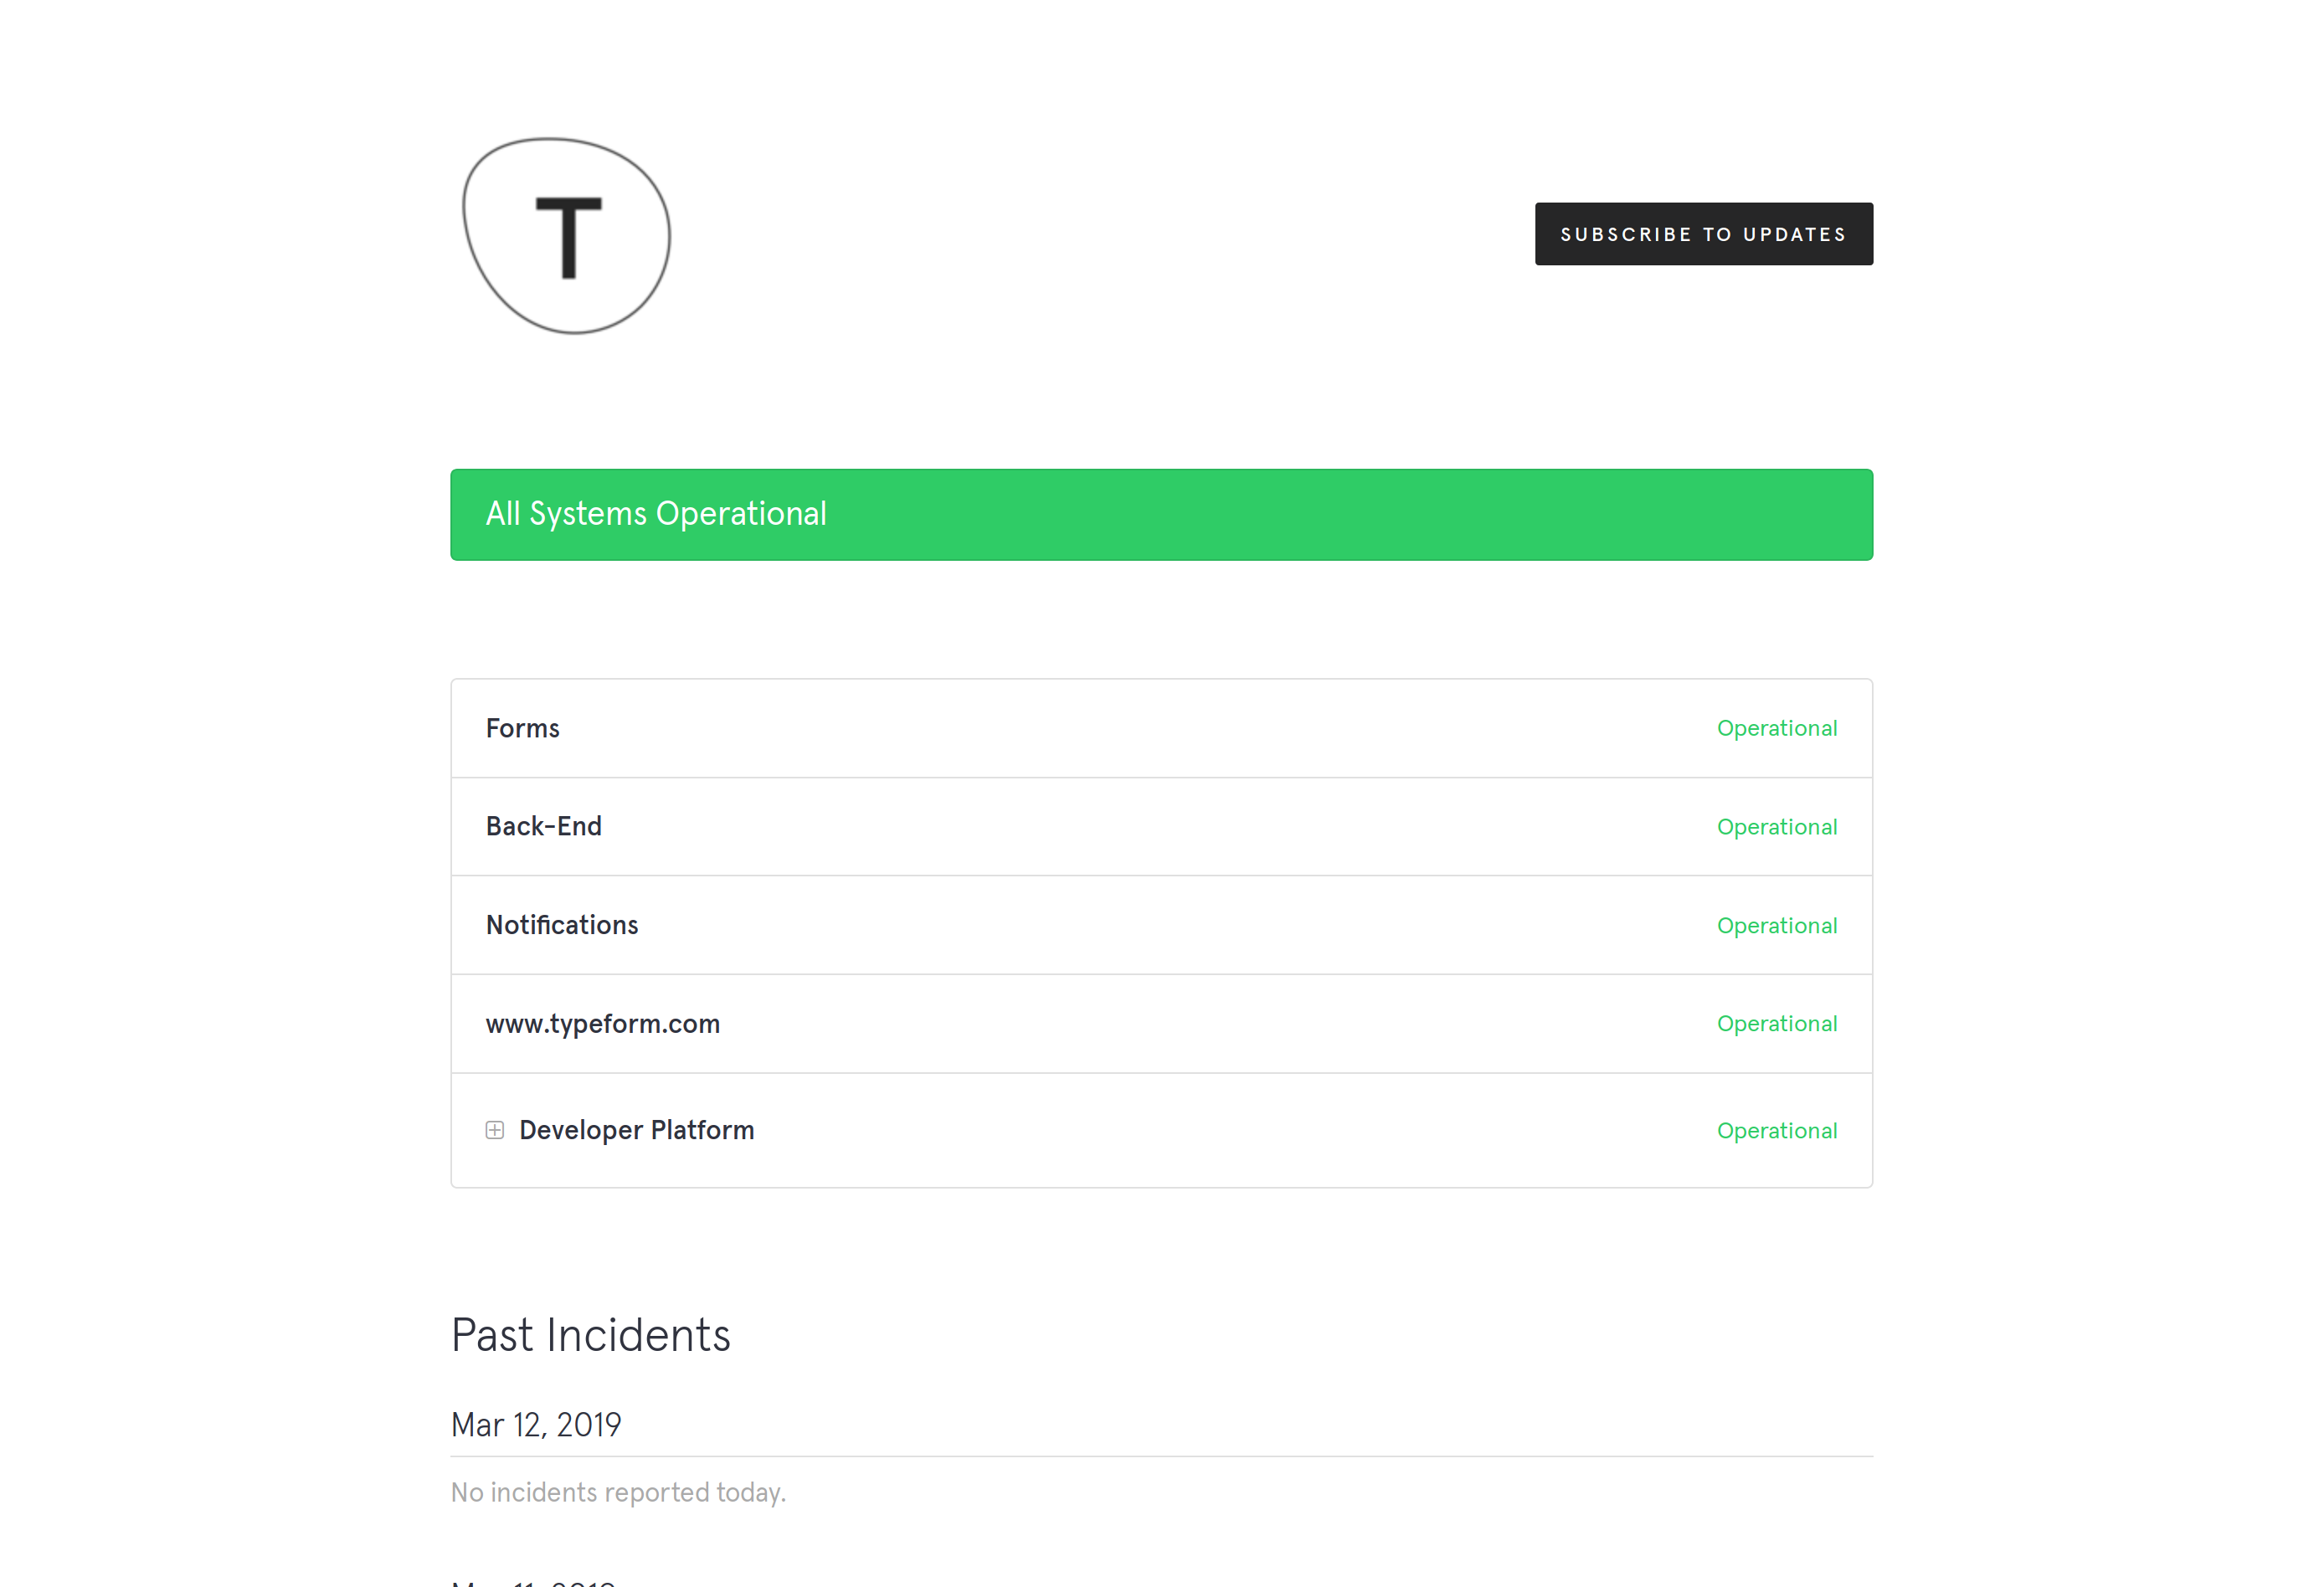 T
SUBSCRIBE TO UPDATES
All Systems Operational
Forms Operational
Back-End Operational
Notifications Operational
www.typeform.com Operational
Developer Platform Operational
Past Incidents
Mar 12, 2019
No incidents reported today.